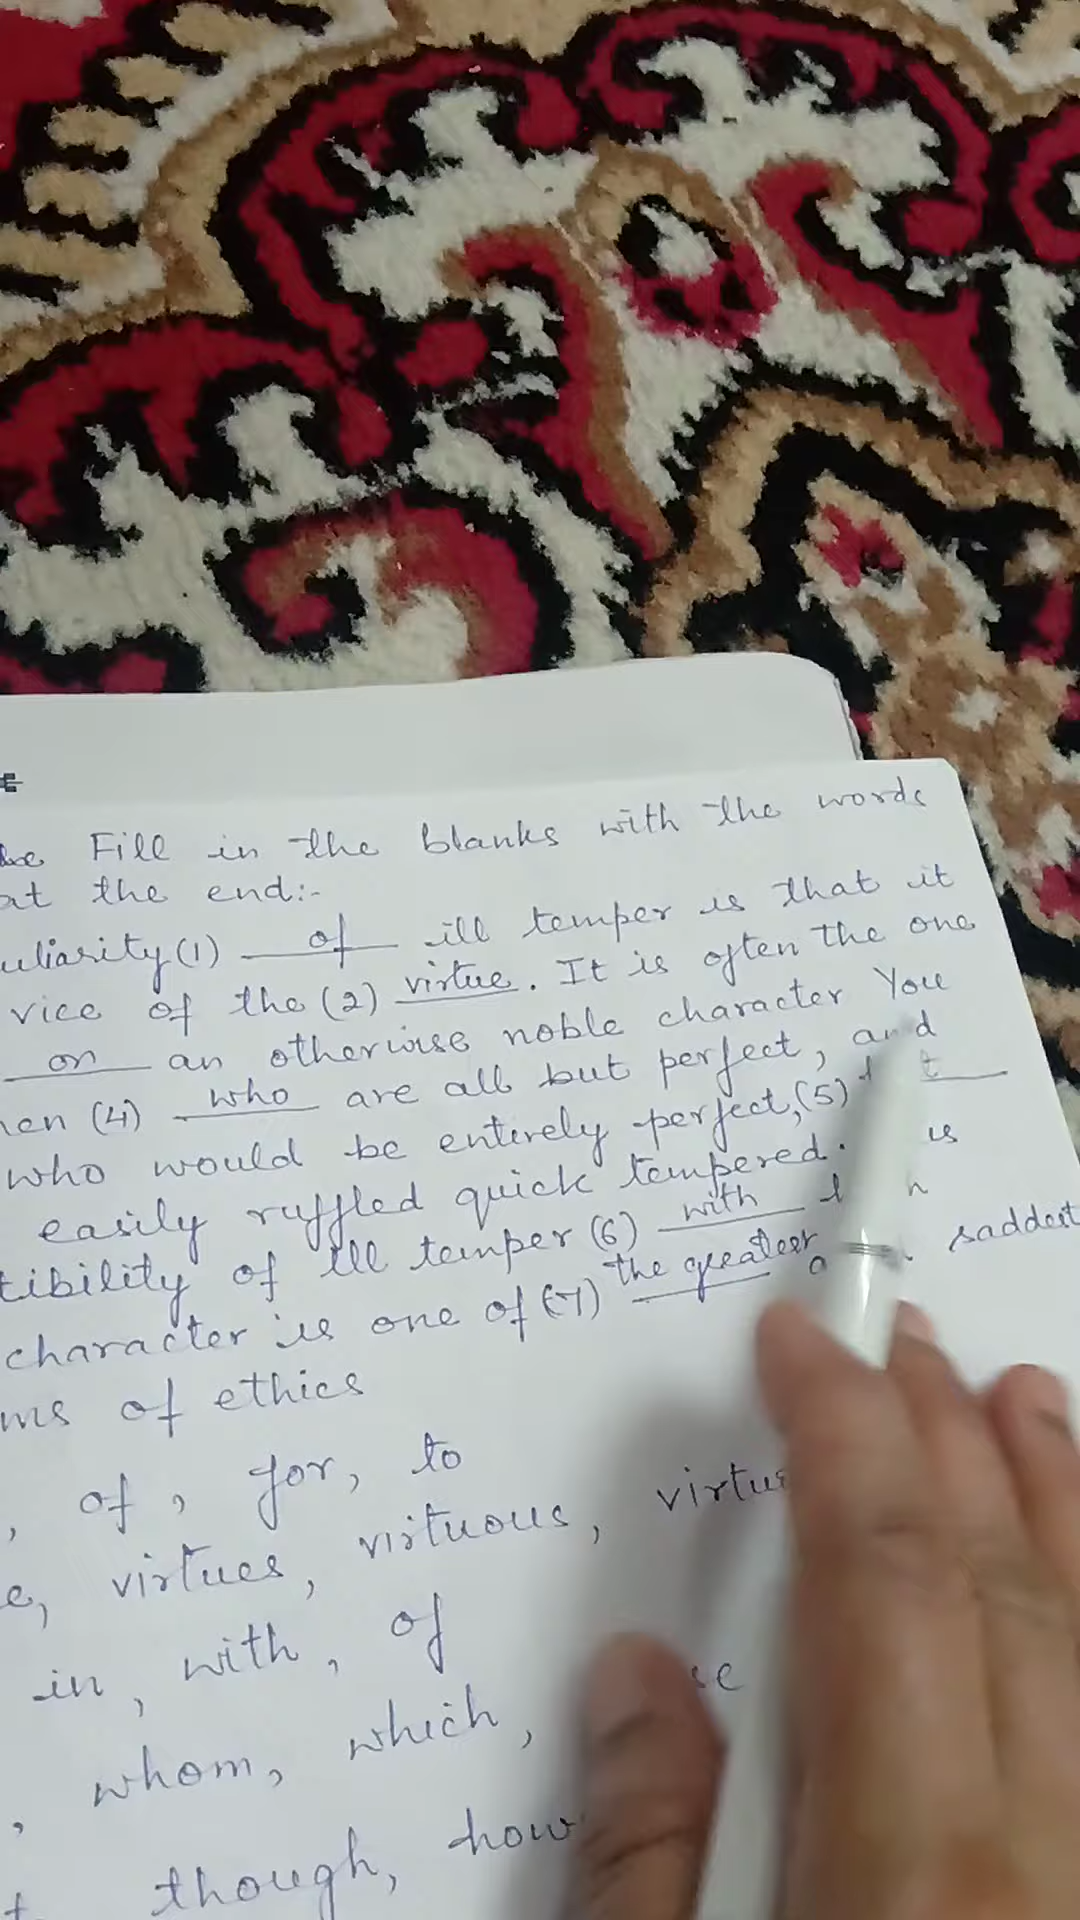 Fill in the blanks with the words
at the end:-
uliarity (1) of ill temper is that it
vice of the (2) virtue. It is often the one
on an otherwise noble character You
hen (4) who are all but perfect, and
who would be entirely perfect, (5)
easily ruffled quick tempered. is
tibility of ill temper (6) with
character is one of (7) the greatest saddest
ms of ethics
, of, for, to
e, virtues, virtuous, virtu
in, with, of
, whom, which, se
though, how